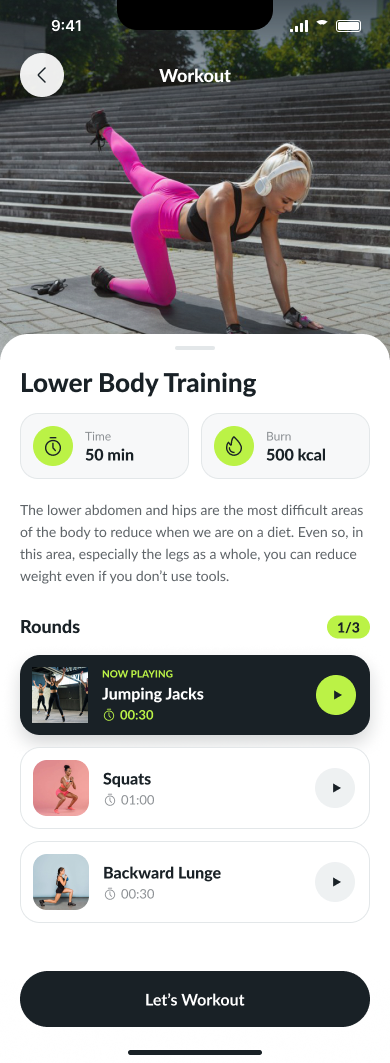 9:41
Workout
Lower Body Training
Time
50 min
Burn
500 kcal
The lower abdomen and hips are the most difficult areas
of the body to reduce when we are on a diet. Even so, in
this area, especially the legs as a whole, you can reduce
weight even if you don’t use tools.
Rounds
1/3
NOW PLAYING
Jumping Jacks
00:30
Squats
01:00
Backward Lunge
00:30
Let’s Workout